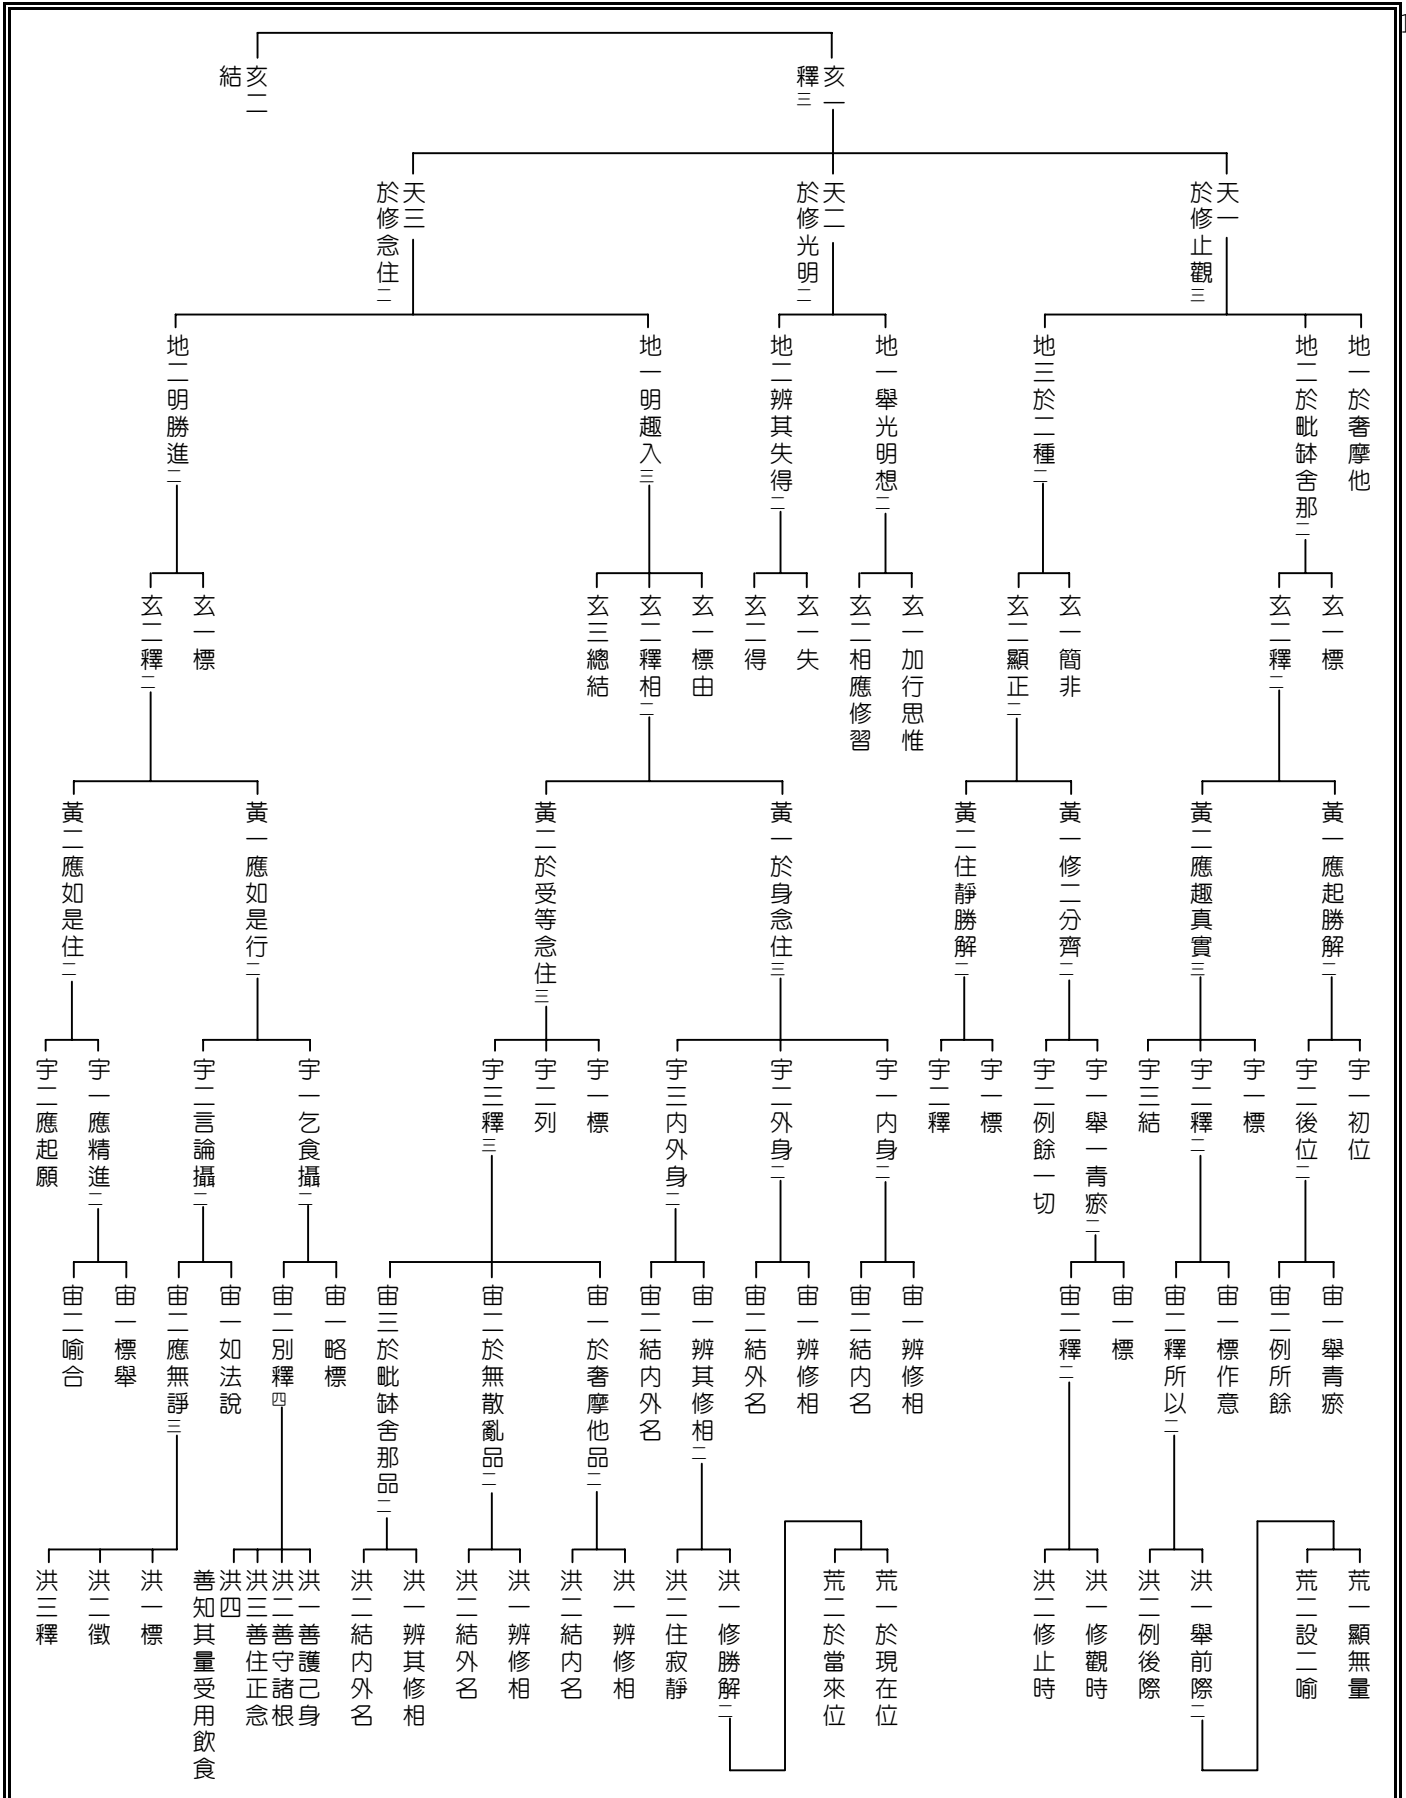 1
亥一
釋三
亥二
結
天一
於修止觀三
天二
於修光明二
天三
於修念住二
地一於奢摩他
地二於毗鉢舍那二
地三於二種二
地一舉光明想二
地二辨其失得二
地一明趣入三
地二明勝進二
玄一標
玄二釋二
玄一簡非
玄二顯正二
玄一加行思惟
玄二相應修習
玄一失
玄二得
玄一標由
玄二釋相二
玄三總結
玄一標
玄二釋二
黃一應起勝解二
黃二應趣真實三
黃一修二分齊二
黃二住靜勝解二
黃一於身念住三
黃二於受等念住三
黃一應如是行二
黃二應如是住二
宇一初位
宇二後位二
宇一標
宇二釋二
宇三結
宇一舉一青瘀二
宇二例餘一切
宇一標
宇二釋
宇一内身二
宇二外身二
宇三内外身二
宇一標
宇二列
宇三釋三
宇一乞食攝二
宇二言論攝二
宇一應精進二
宇二應起願
宙一舉青瘀
宙二例所餘
宙一標作意
宙二釋所以二
宙一標
宙二釋二
宙一辨修相
宙二結内名
宙一辨修相
宙二結外名
宙一辨其修相二
宙二結内外名
宙一於奢摩他品二
宙二於無散亂品二
宙三於毗鉢舍那品二
宙一略標
宙二別釋四
宙一如法說
宙二應無諍三
宙一標舉
宙二喻合
荒一顯無量
荒二設二喻
洪一舉前際二
洪二例後際
洪一修觀時
洪二修止時
荒一於現在位
荒二於當來位
洪一修勝解二
洪二住寂靜
洪一辨修相
洪二結内名
洪一辨修相
洪二結外名
洪一辨其修相
洪二結内外名
洪一善護己身
洪二善守諸根
洪三善住正念
洪四
善知其量受用飲食
洪一標
洪二徵
洪三釋